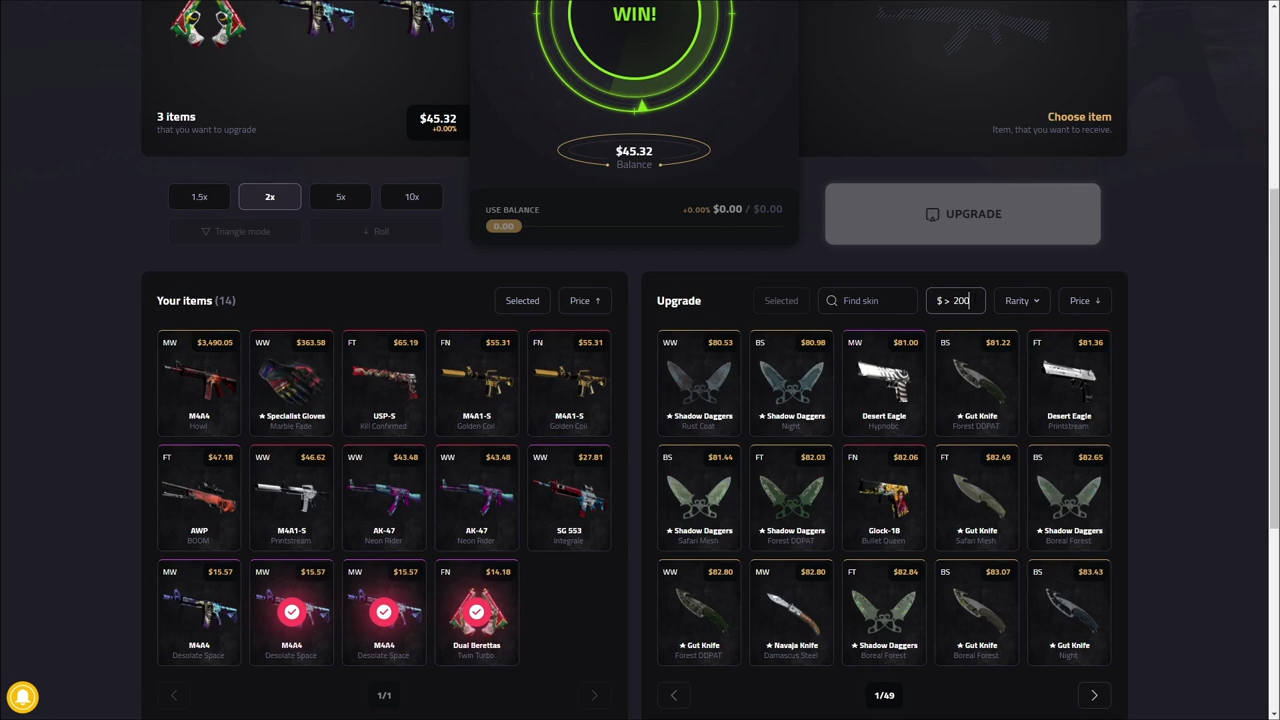 WIN!
3 items
that you want to upgrade
$45.32
+0.00%
$45.32
Balance
Choose item
Item, that you want to receive.
1.5x
2x
5x
10x
Triangle mode
Roll
USE BALANCE
+0.00% $0.00 / $0.00
0.00
UPGRADE
Your items (14)
Selected
Price ↑
MW $3,490.05
M4A4
Howl
WW $363.58
★ Specialist Gloves
Marble Fade
FT $65.19
USP-S
Kill Confirmed
FN $55.31
M4A1-S
Golden Coil
FN $55.31
M4A1-S
Golden Coil
FT $47.18
AWP
BOOM
WW $46.62
M4A1-S
Printstream
WW $43.48
AK-47
Neon Rider
WW $43.48
AK-47
Neon Rider
WW $27.81
SG 553
Integrale
MW $15.57
M4A4
Desolate Space
MW $15.57
M4A4
Desolate Space
MW $15.57
M4A4
Desolate Space
FN $14.18
Dual Berettas
Twin Turbo
1/1
Upgrade
Selected
Find skin
$ > 200
Rarity
Price ↓
WW $80.53
★ Shadow Daggers
Rust Coat
BS $80.98
★ Shadow Daggers
Night
MW $81.00
Desert Eagle
Hypnotic
BS $81.22
★ Gut Knife
Forest DDPAT
FT $81.36
Desert Eagle
Printstream
BS $81.44
★ Shadow Daggers
Safari Mesh
FT $82.03
★ Shadow Daggers
Forest DDPAT
FN $82.06
Glock-18
Bullet Queen
FT $82.49
★ Gut Knife
Safari Mesh
BS $82.65
★ Shadow Daggers
Boreal Forest
WW $82.80
★ Gut Knife
Forest DDPAT
MW $82.80
★ Navaja Knife
Damascus Steel
FT $82.84
★ Shadow Daggers
Boreal Forest
BS $83.07
★ Gut Knife
Boreal Forest
BS $83.43
★ Gut Knife
Night
1/49